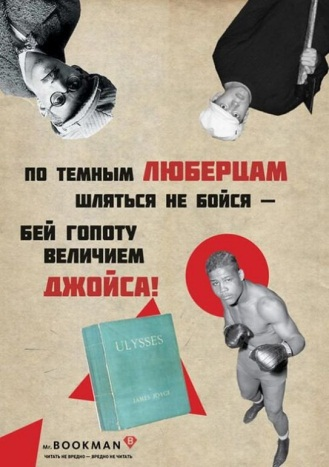 ПО ТЕМНЫМ ЛЮБЕРЦАМ
ШЛЯТЬСЯ НЕ БОЙСЯ —
БЕЙ ГОПОТУ
ВЕЛИЧИЕМ
ДЖОЙСА!
ULYSSES
JAMES JOYCE
Mr. BOOKMAN B
ЧИТАТЬ НЕ ВРЕДНО — ВРЕДНО НЕ ЧИТАТЬ